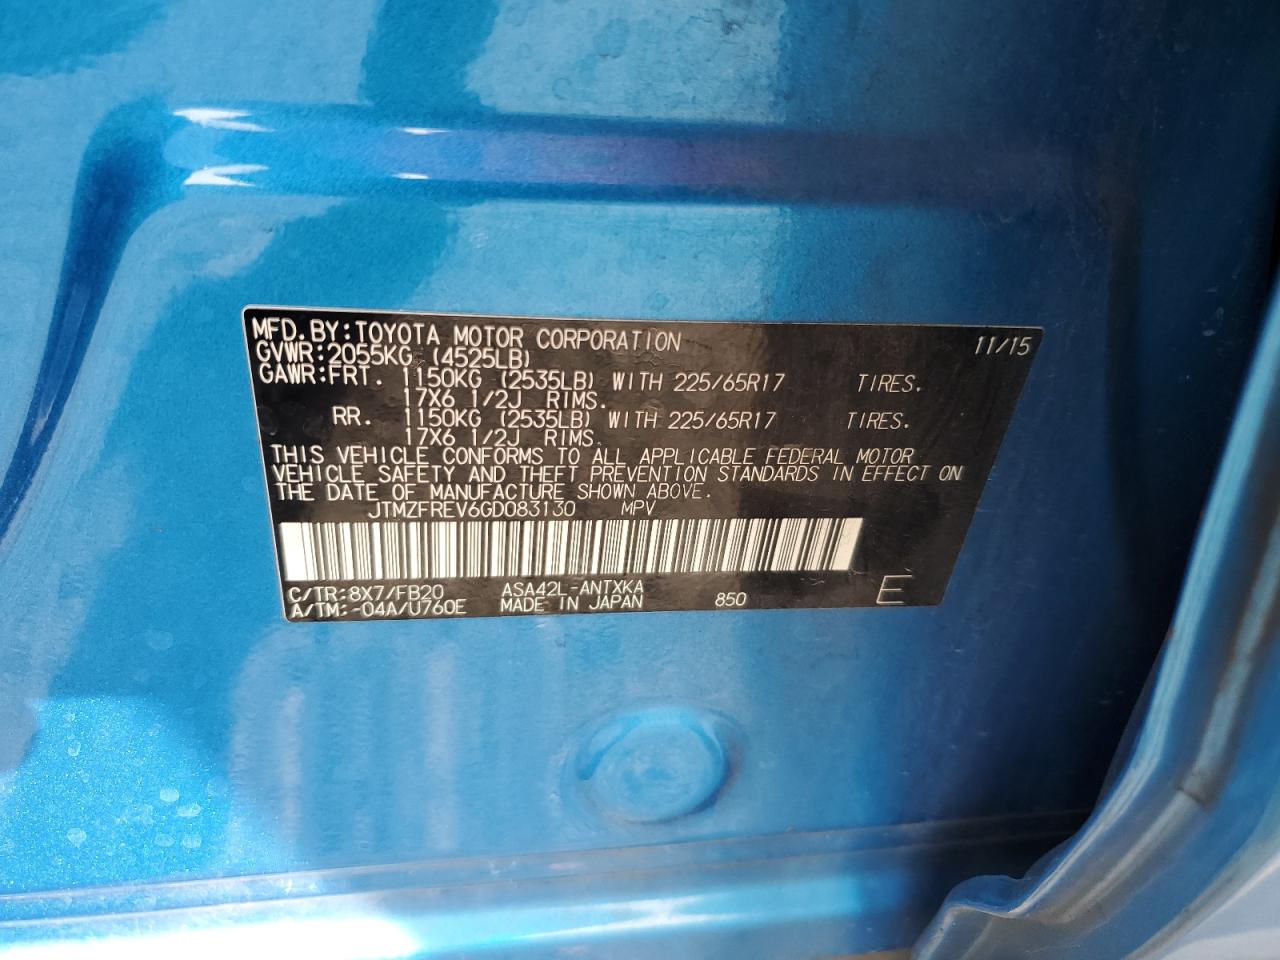 MFD.BY:TOYOTA MOTOR CORPORATION 11/15
GVWR:2055KG (4525LB)
GAWR:FRT. 1150KG (2535LB) WITH 225/65R17 TIRES.
17X6 1/2J RIMS.
RR. 1150KG (2535LB) WITH 225/65R17 TIRES.
17X6 1/2J RIMS.
THIS VEHICLE CONFORMS TO ALL APPLICABLE FEDERAL MOTOR
VEHICLE SAFETY AND THEFT PREVENTION STANDARDS IN EFFECT ON
THE DATE OF MANUFACTURE SHOWN ABOVE.
JTMZFREV6GD083130 MPV
C/TR:8X7/FB20 ASA42L-ANTXKA
A/TM:-04A/U760E MADE IN JAPAN 850 E